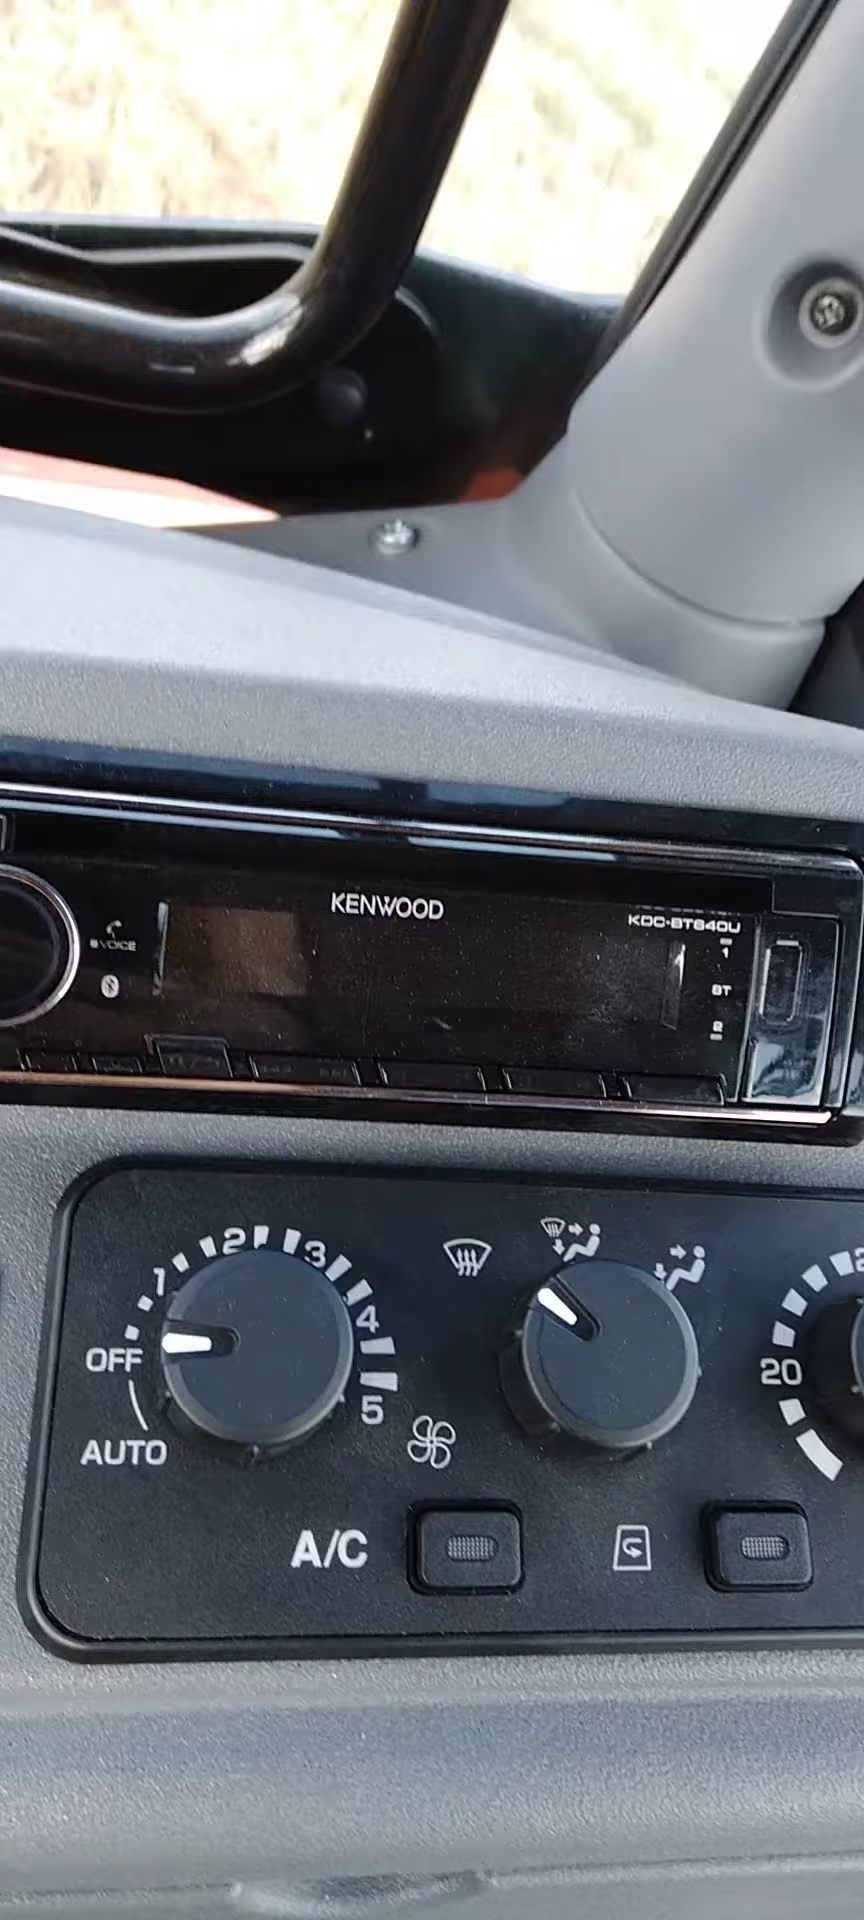 KENWOOD
KDC-BT640U
VOICE
1
BT
2
1 2 3 4 5
OFF
AUTO
20
A/C